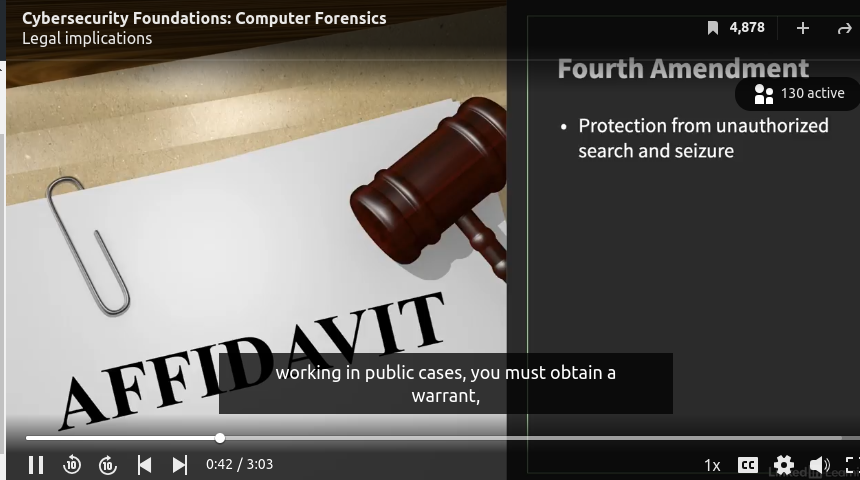 Cybersecurity Foundations: Computer Forensics
Legal implications
4,878
Fourth Amendment
130 active
• Protection from unauthorized
search and seizure
AFFIDAVIT
working in public cases, you must obtain a
warrant,
10
10
0:42 / 3:03
1x
CC